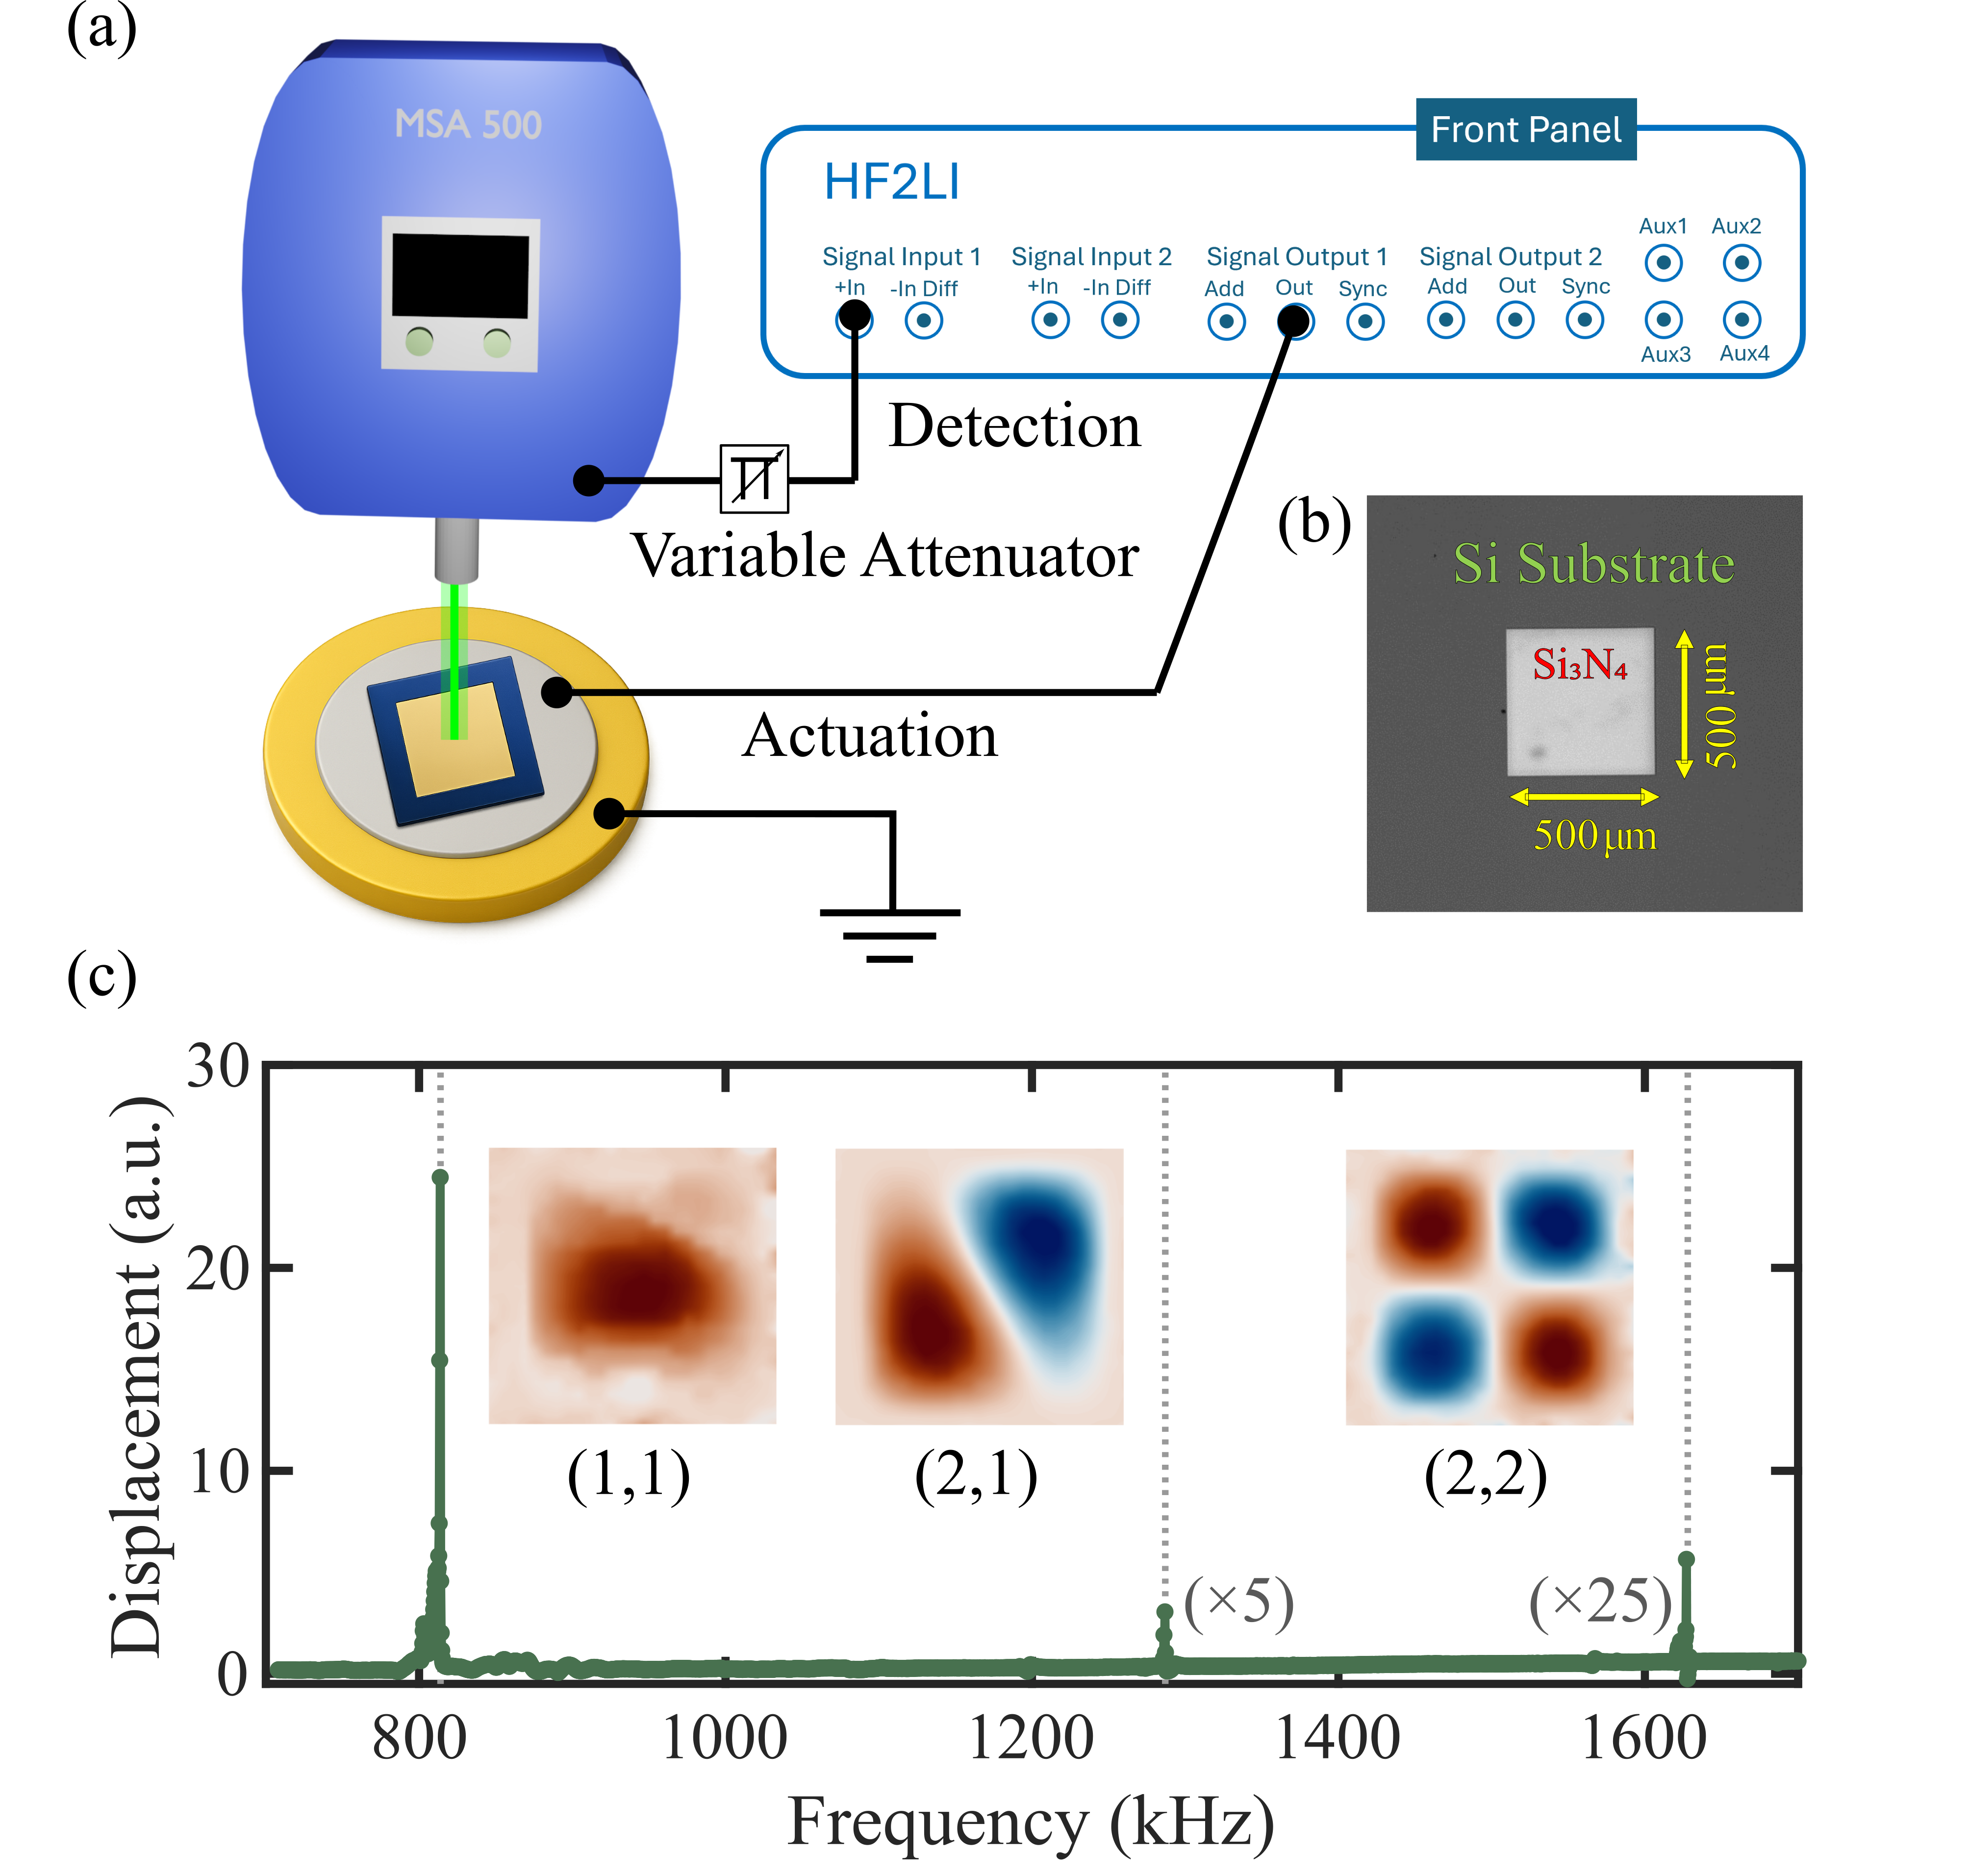 (a)
MSA 500
Front Panel
HF2LI
Aux1 Aux2
Signal Input 1 Signal Input 2 Signal Output 1 Signal Output 2
+In -In Diff +In -In Diff Add Out Sync Add Out Sync
Aux3 Aux4
Detection
Variable Attenuator
Actuation
(b)
Si Substrate
Si₃N₄
500 µm
500 µm
(c)
Displacement (a.u.)
30
20
10
0
(1,1) (2,1) (2,2)
(×5) (×25)
800 1000 1200 1400 1600
Frequency (kHz)